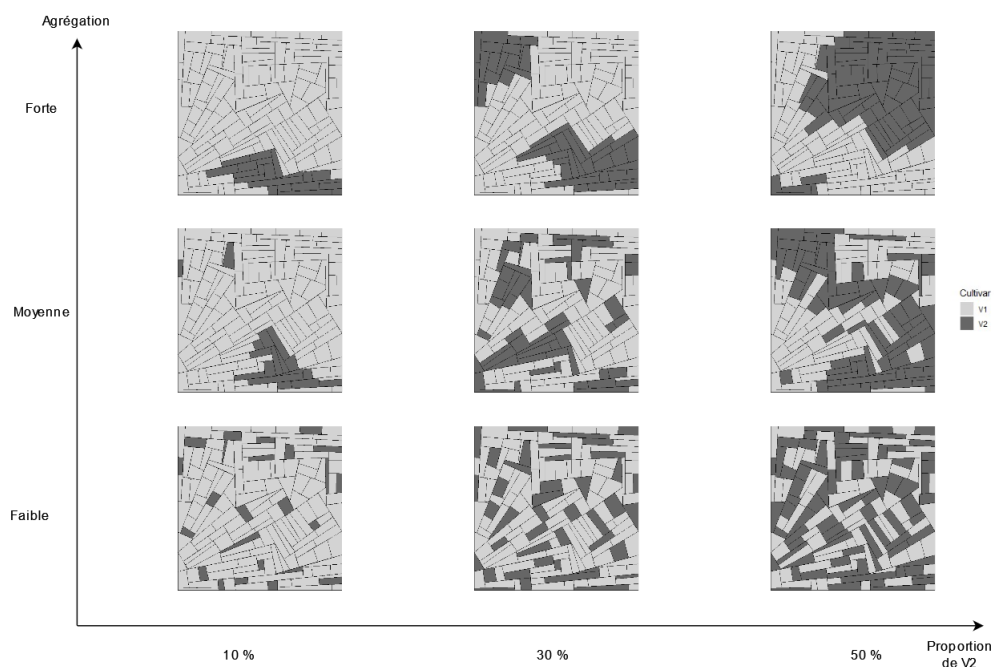 Agrégation
Forte
Moyenne
Cultivar
V1
V2
Faible
10 %
30 %
50 %
Proportion
de V2